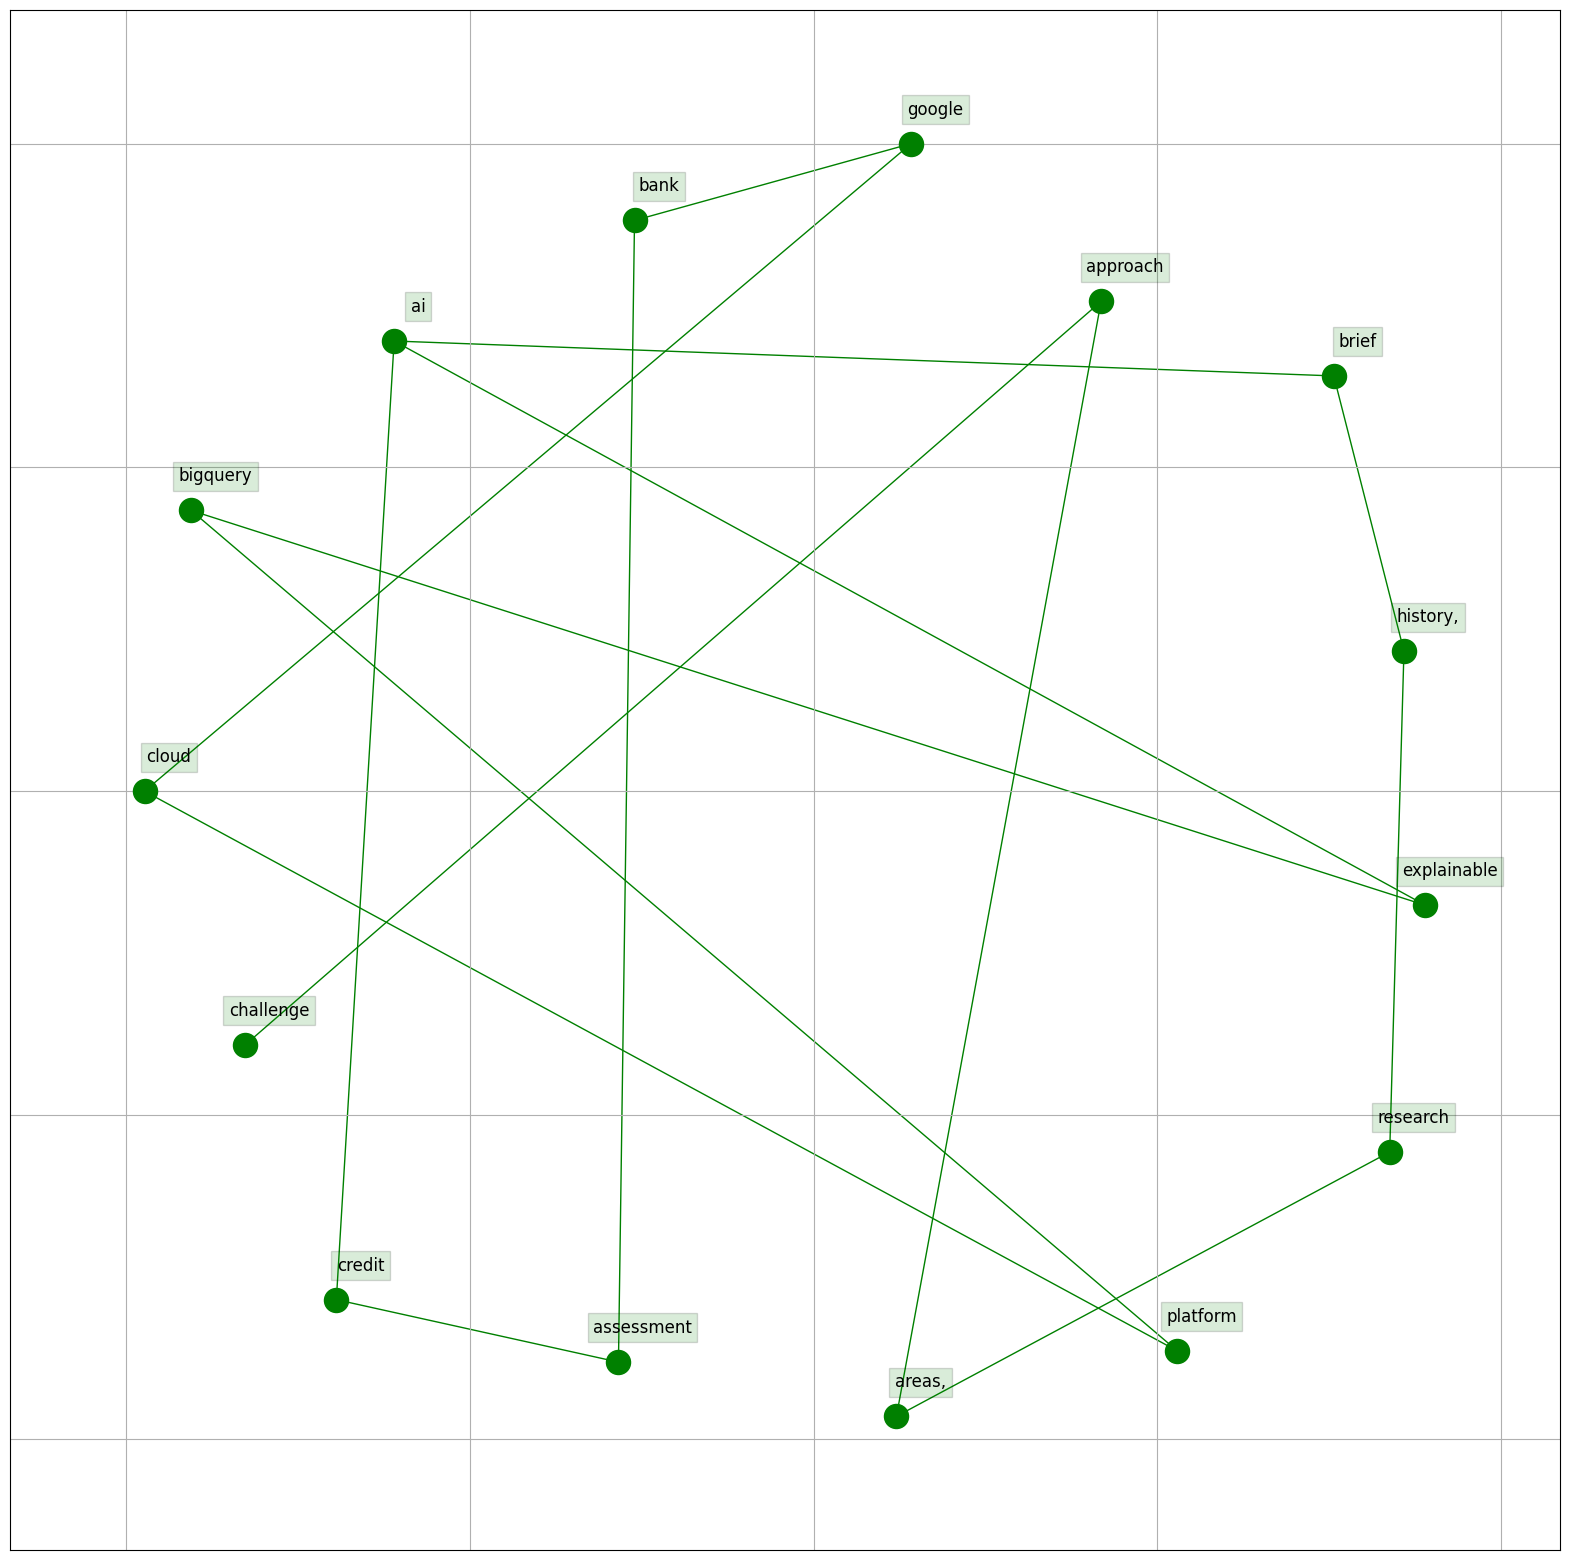 google
bank
approach
ai
brief
bigquery
history,
cloud
explainable
challenge
research
credit
platform
assessment
areas,